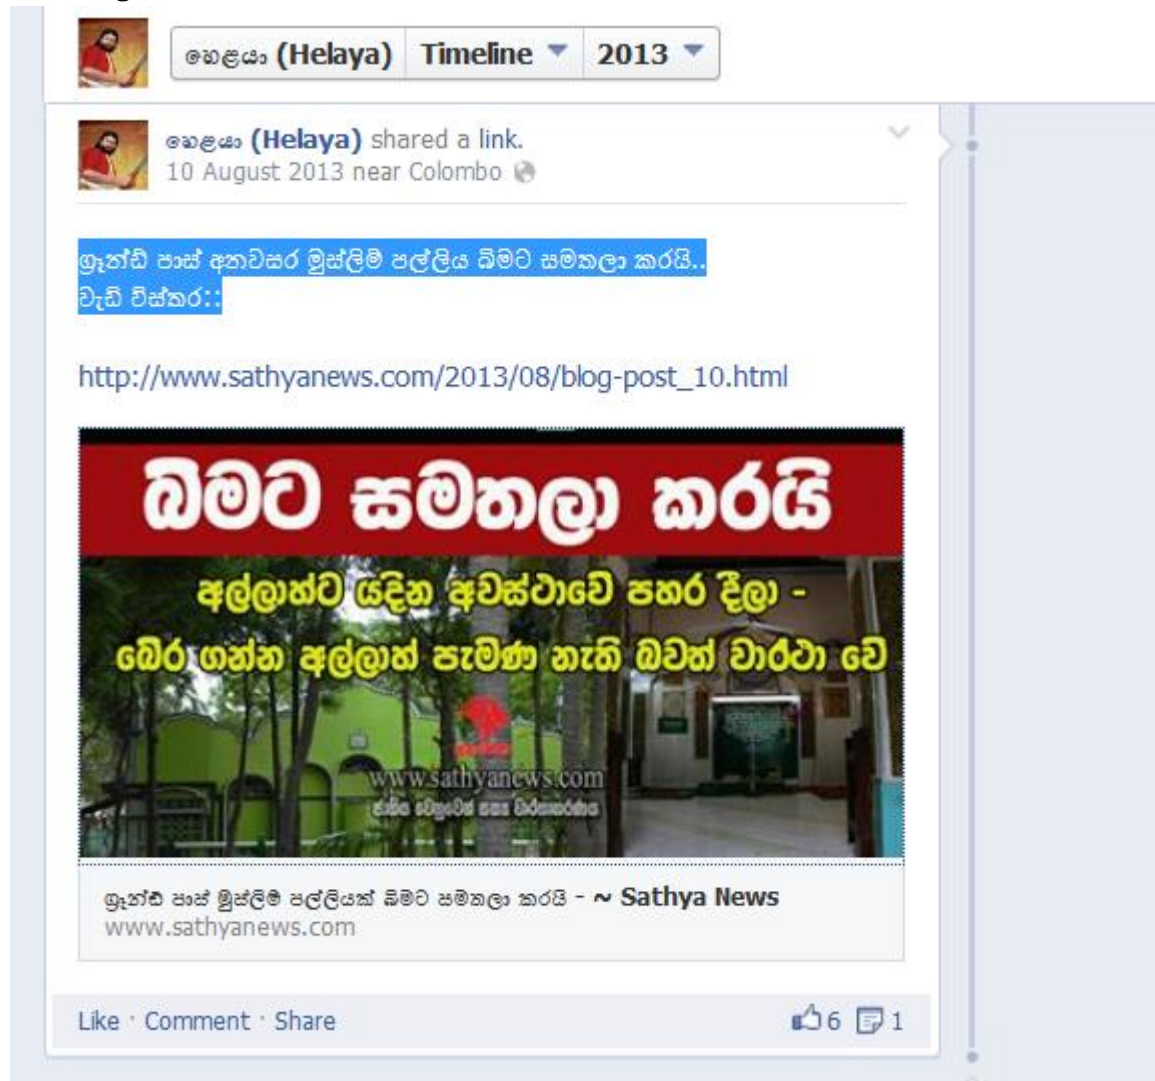 හෙළයා (Helaya) Timeline 2013
හෙළයා (Helaya) shared a link.
10 August 2013 near Colombo
ග්‍රෑන්ඩ් පාස් අනවසර මුස්ලිම් පල්ලිය බිමට සමතලා කරයි..
වැඩි විස්තර::
http://www.sathyanews.com/2013/08/blog-post_10.html
බිමට සමතලා කරයි
අල්ලාහ්ට යදින අවස්ථාවේ පහර දීලා -
බේර ගන්න අල්ලාහ් පැමිණ නැති බවත් වාර්ථා වේ
www.sathyanews.com
ජාතිය වෙනුවෙන් සත්‍ය වාර්තාකරණය
ග්‍රෑන්ඩ් පාස් මුස්ලිම් පල්ලියක් බිමට සමතලා කරයි - ~ Sathya News
www.sathyanews.com
Like · Comment · Share 6 1